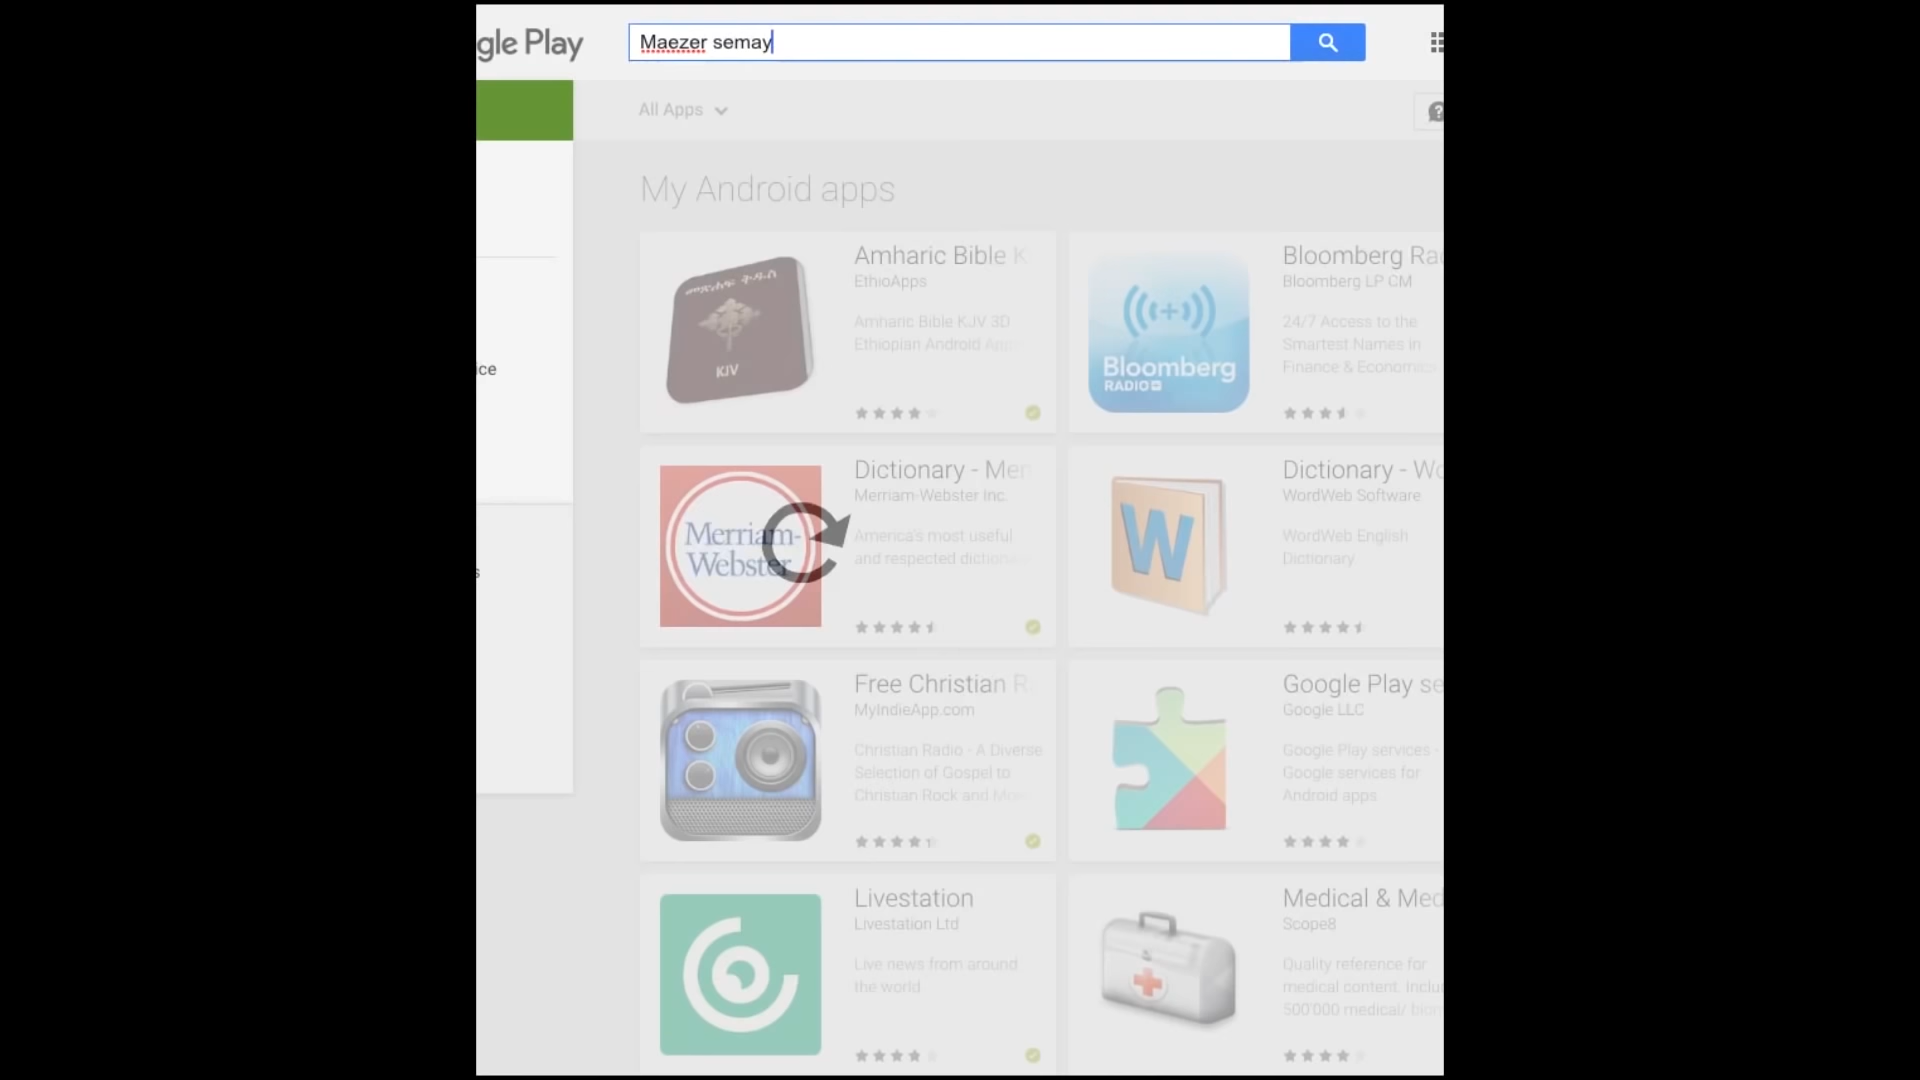 gle Play
Maezer semay
All Apps
My Android apps
መጽሐፍ ቅዱስ
KJV
Amharic Bible K
EthioApps
Amharic Bible KJV 3D
Ethiopian Android
Bloomberg
RADIO+
Bloomberg Ra
Bloomberg LP CM
24/7 Access to the
Smartest Names in
Finance & Economics
ice
Merriam-
Webster
Dictionary - Mer
Merriam-Webster Inc.
America's most useful
and respected
W
Dictionary - Wo
WordWeb Software
WordWeb English
Dictionary
s
Free Christian R
MyIndieApp.com
Christian Radio - A Diverse
Selection of Gospel to
Christian Rock and
Google Play se
Google LLC
Google Play services -
Google services for
Android apps
Livestation
Livestation Ltd
Live news from around
the world
Medical & Med
Scope8
Quality reference for
medical content. Inclu
500'000 medical/